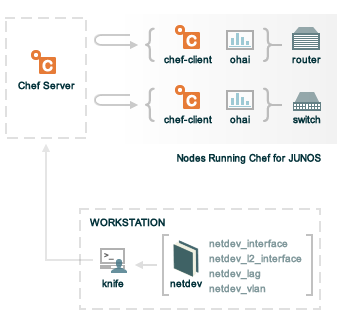 Chef Server
chef-client ohai router
chef-client ohai switch
Nodes Running Chef for JUNOS
WORKSTATION
knife
netdev
netdev_interface
netdev_l2_interface
netdev_lag
netdev_vlan